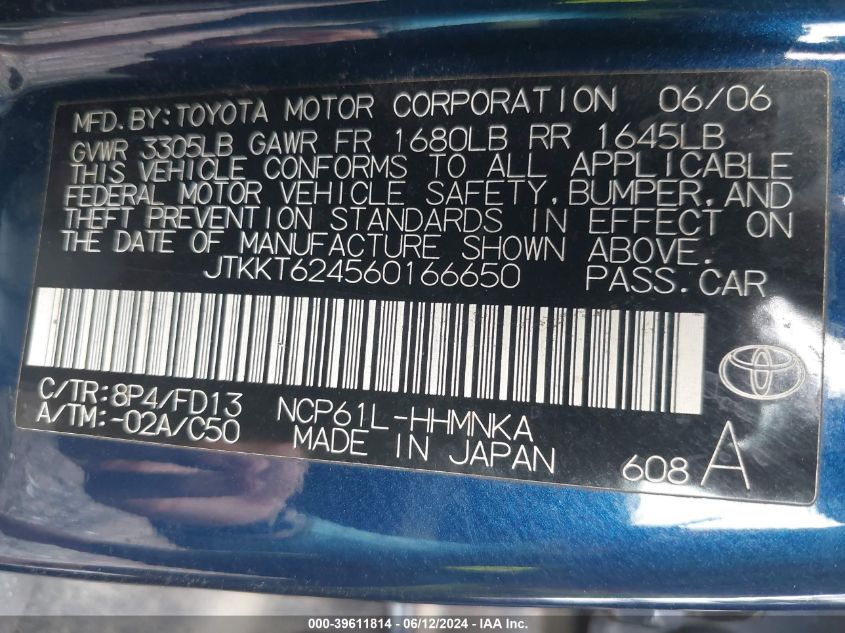 MFD. BY: TOYOTA MOTOR CORPORATION 06/06
GVWR 3305LB GAWR FR 1680LB RR 1645LB
THIS VEHICLE CONFORMS TO ALL APPLICABLE
FEDERAL MOTOR VEHICLE SAFETY, BUMPER, AND
THEFT PREVENTION STANDARDS IN EFFECT ON
THE DATE OF MANUFACTURE SHOWN ABOVE.
JTKKT624560166650 PASS. CAR
C/TR: 8P4/FD13 NCP61L-HHMNKA
A/TM: -02A/C50 MADE IN JAPAN
608 A
000-39611814 - 06/12/2024 - IAA Inc.